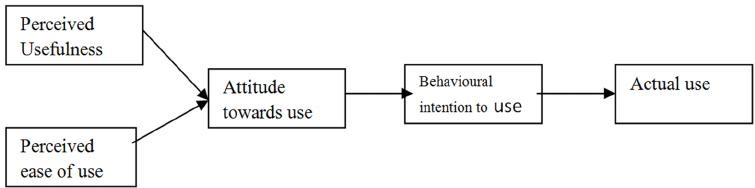 Perceived
Usefulness
Perceived
ease of use
Attitude
towards use
Behavioural
intention to use
Actual use